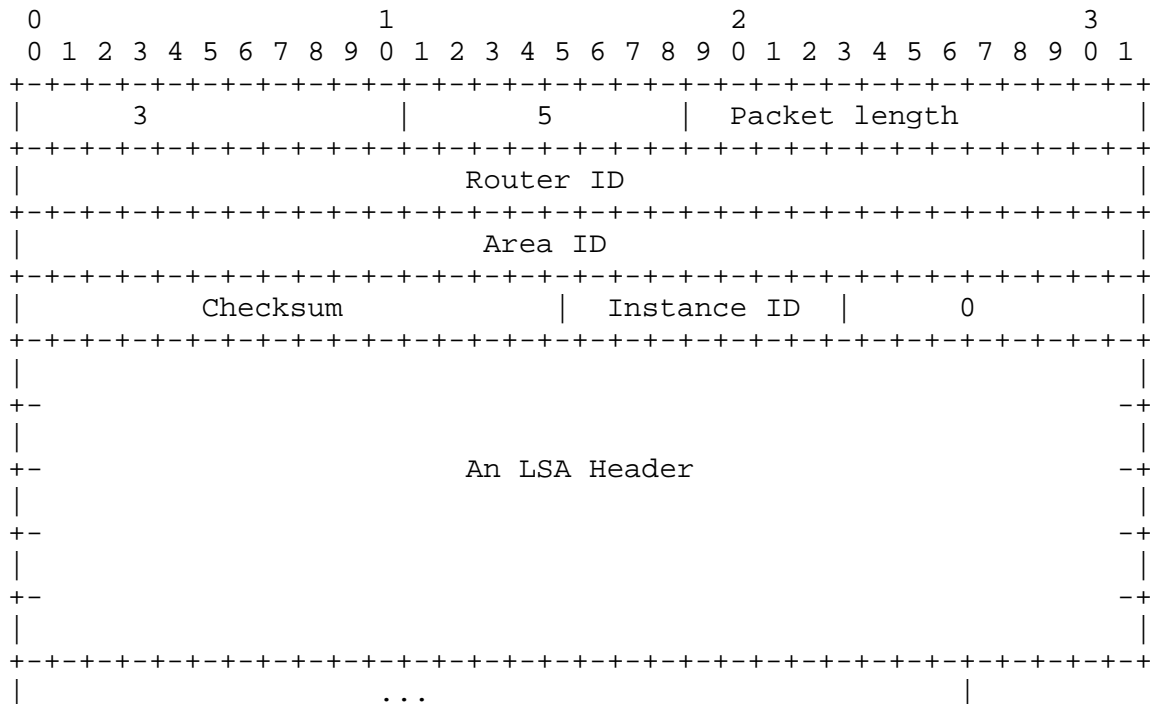 0                   1                   2                   3
 0 1 2 3 4 5 6 7 8 9 0 1 2 3 4 5 6 7 8 9 0 1 2 3 4 5 6 7 8 9 0 1
+-+-+-+-+-+-+-+-+-+-+-+-+-+-+-+-+-+-+-+-+-+-+-+-+-+-+-+-+-+-+-+-+
|      3              |       5       |  Packet length          |
+-+-+-+-+-+-+-+-+-+-+-+-+-+-+-+-+-+-+-+-+-+-+-+-+-+-+-+-+-+-+-+-+
|                         Router ID                             |
+-+-+-+-+-+-+-+-+-+-+-+-+-+-+-+-+-+-+-+-+-+-+-+-+-+-+-+-+-+-+-+-+
|                          Area ID                              |
+-+-+-+-+-+-+-+-+-+-+-+-+-+-+-+-+-+-+-+-+-+-+-+-+-+-+-+-+-+-+-+-+
|          Checksum            |  Instance ID  |      0         |
+-+-+-+-+-+-+-+-+-+-+-+-+-+-+-+-+-+-+-+-+-+-+-+-+-+-+-+-+-+-+-+-+
|                                                               |
+-                                                             -+
|                                                               |
+-                        An LSA Header                        -+
|                                                               |
+-                                                             -+
|                                                               |
+-                                                             -+
|                                                               |
+-+-+-+-+-+-+-+-+-+-+-+-+-+-+-+-+-+-+-+-+-+-+-+-+-+-+-+-+-+-+-+-+
|                    ...                              |